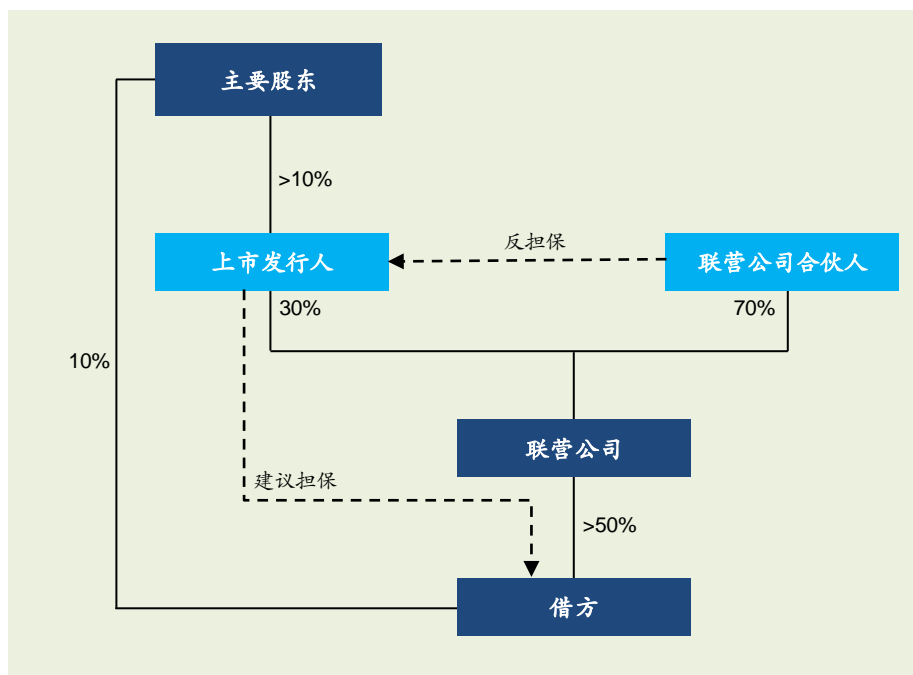 主要股东
>10%
反担保
上市发行人
联营公司合伙人
30%
70%
10%
联营公司
建议担保
>50%
借方